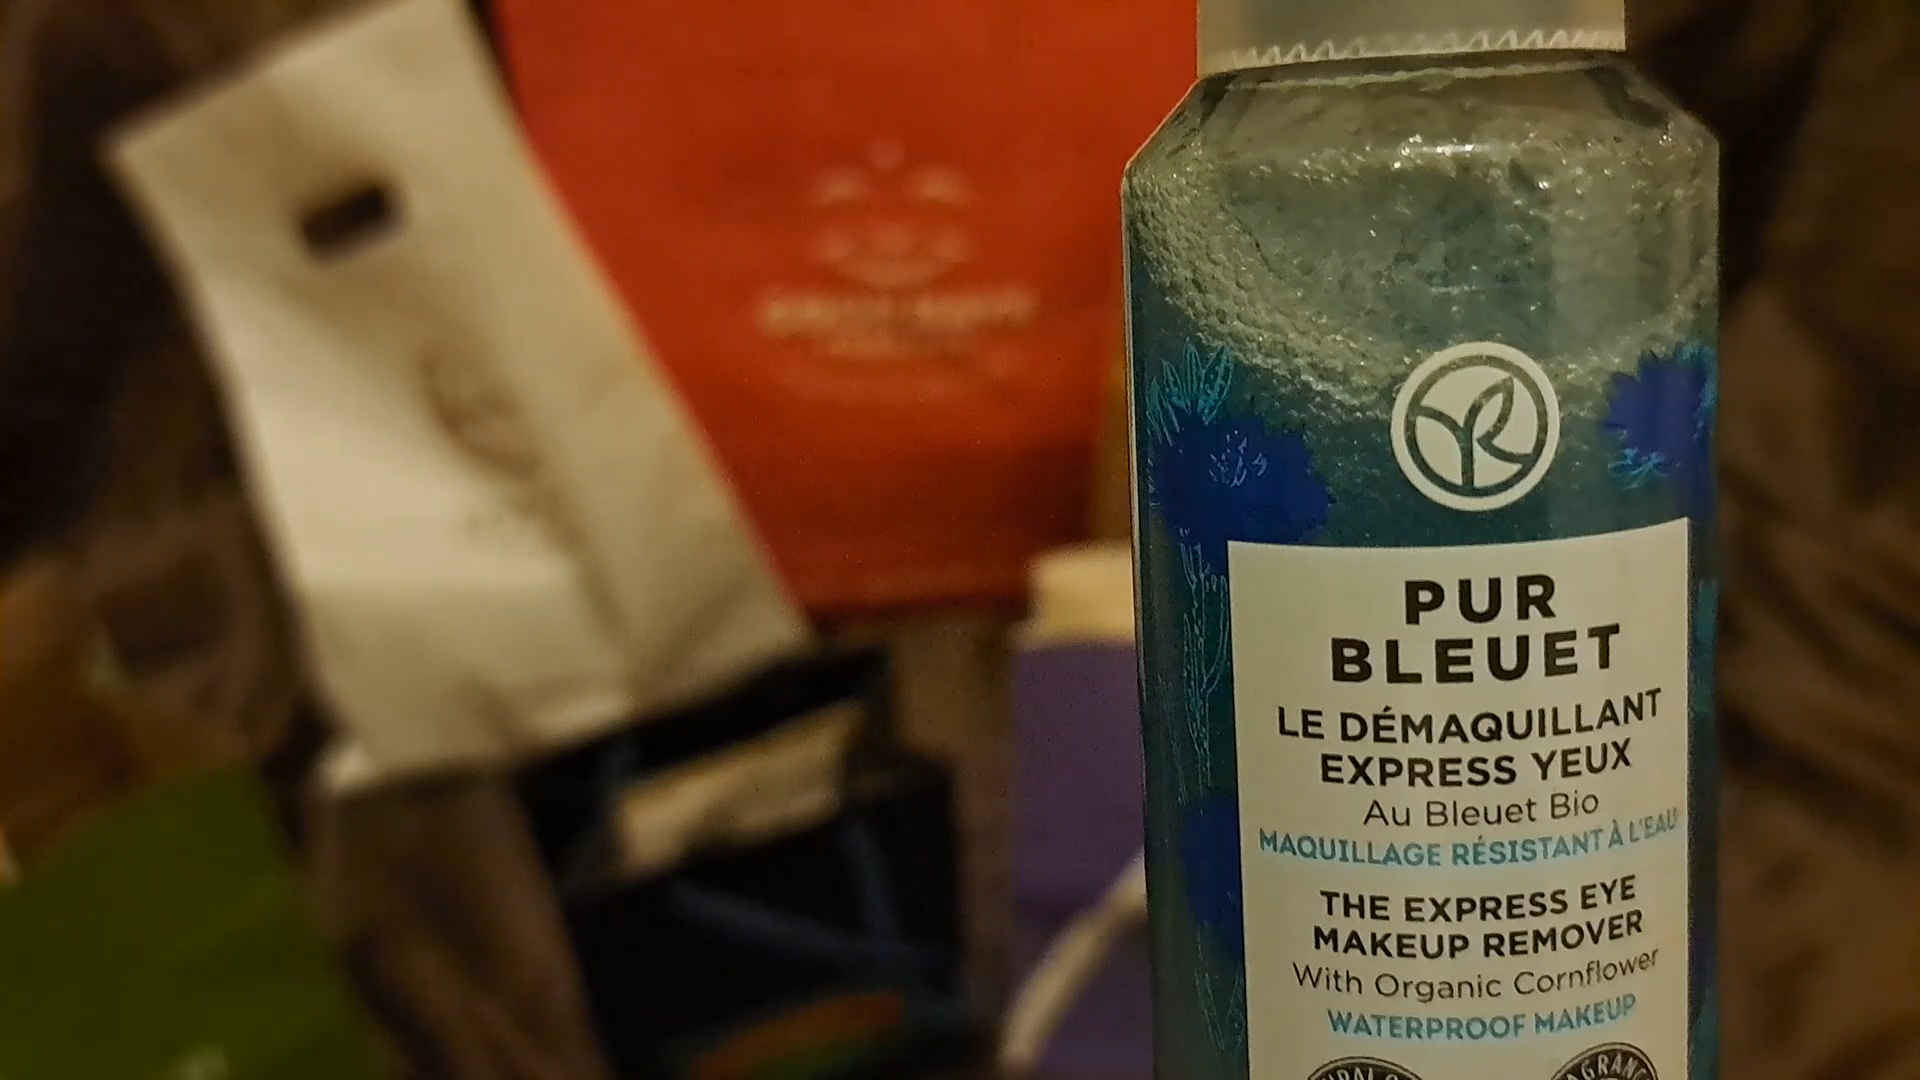 YR
PUR
BLEUET
LE DÉMAQUILLANT
EXPRESS YEUX
Au Bleuet Bio
MAQUILLAGE RÉSISTANT À L'EAU
THE EXPRESS EYE
MAKEUP REMOVER
With Organic Cornflower
WATERPROOF MAKEUP